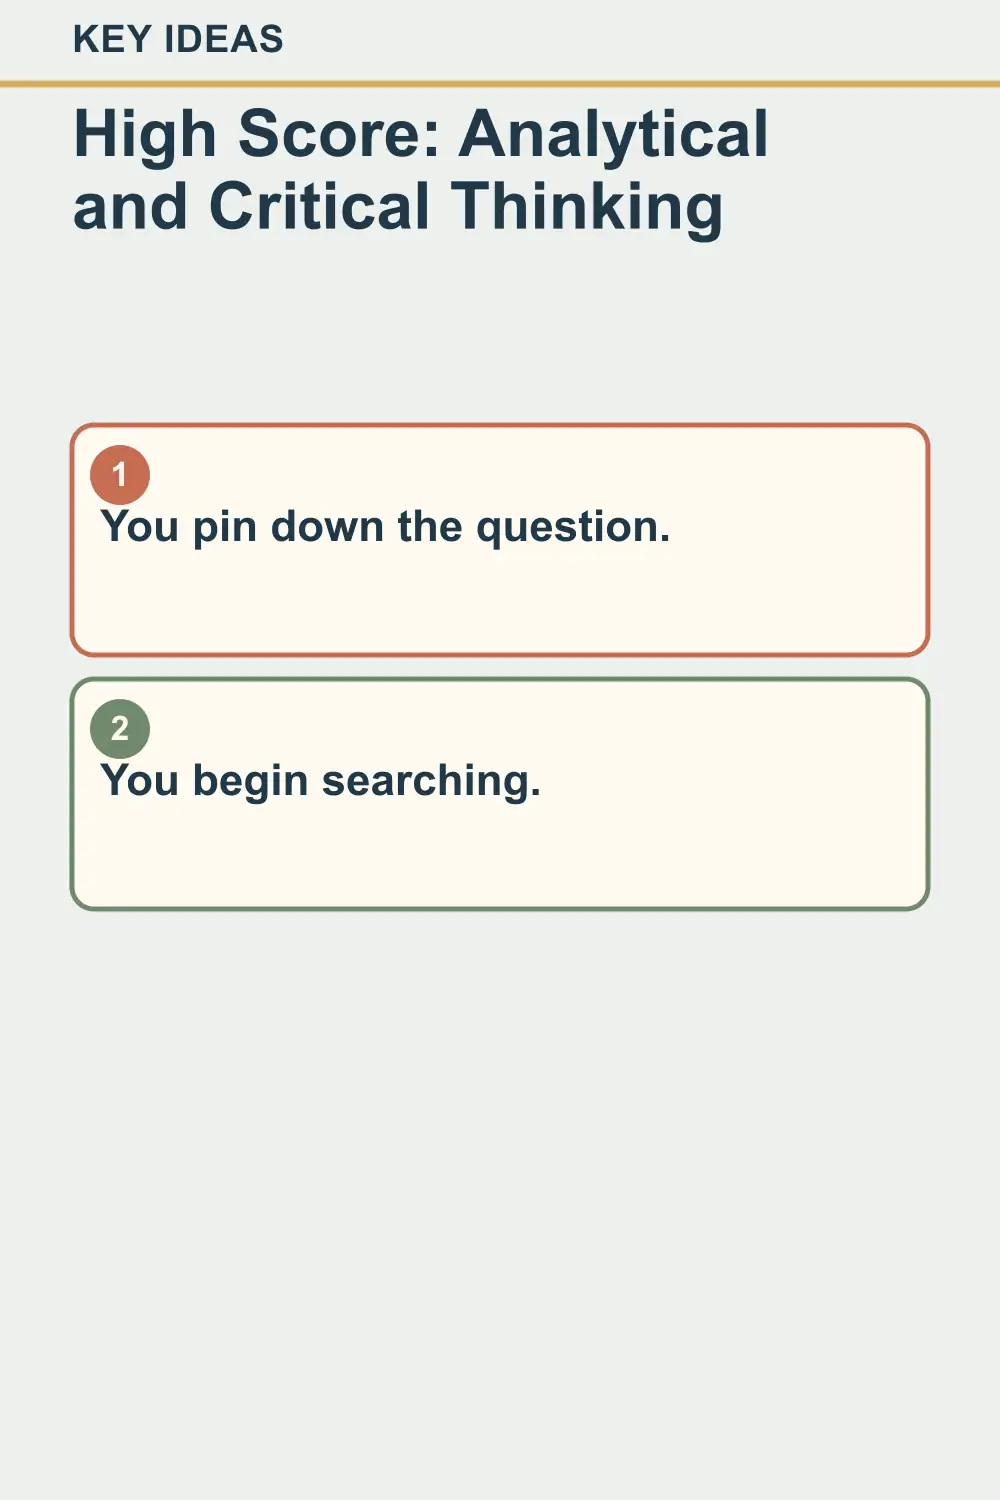 KEY IDEAS
High Score: Analytical
and Critical Thinking
1
You pin down the question.
2
You begin searching.